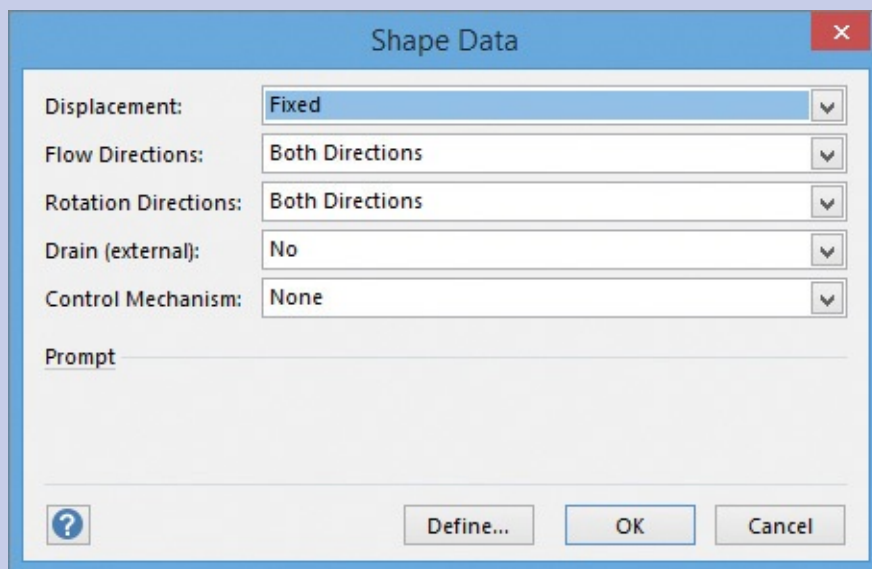 Shape Data
Displacement: Fixed
Flow Directions: Both Directions
Rotation Directions: Both Directions
Drain (external): No
Control Mechanism: None
Prompt
Define... OK Cancel